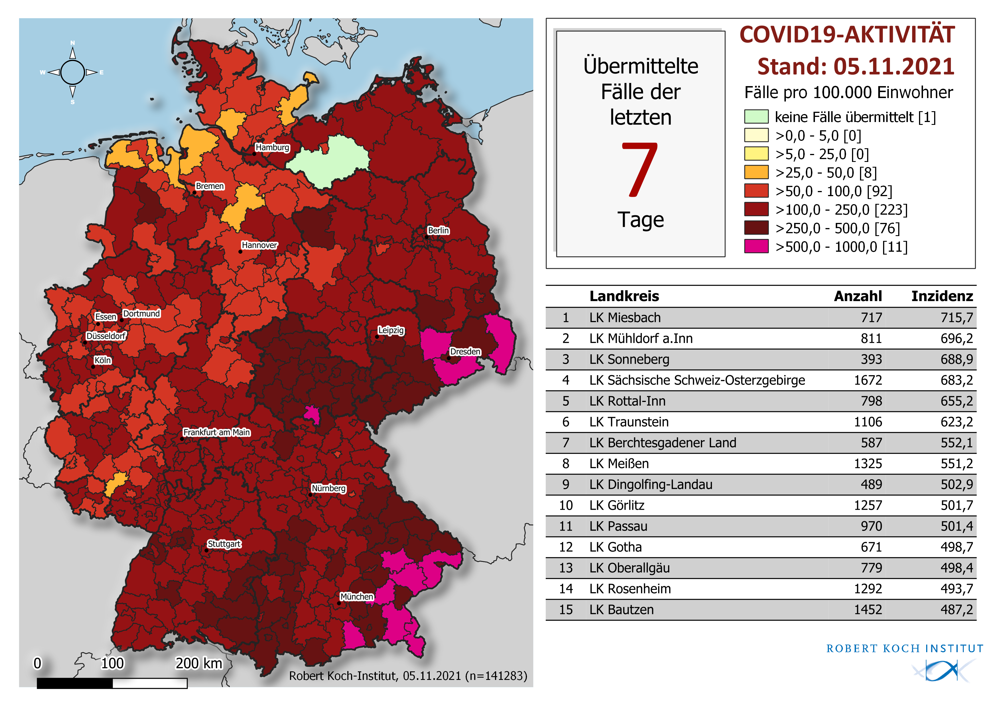 N
W
E
S
Hamburg
Bremen
Berlin
Hannover
Essen
Dortmund
Düsseldorf
Leipzig
Dresden
Köln
Frankfurt am Main
Nürnberg
Stuttgart
München
0 100 200 km
Robert Koch-Institut, 05.11.2021 (n=141283)
Übermittelte
Fälle der
letzten
7
Tage
COVID19-AKTIVITÄT
Stand: 05.11.2021
Fälle pro 100.000 Einwohner
keine Fälle übermittelt [1]
>0,0 - 5,0 [0]
>5,0 - 25,0 [0]
>25,0 - 50,0 [8]
>50,0 - 100,0 [92]
>100,0 - 250,0 [223]
>250,0 - 500,0 [76]
>500,0 - 1000,0 [11]
Landkreis Anzahl Inzidenz
1 LK Miesbach 717 715,7
2 LK Mühldorf a.Inn 811 696,2
3 LK Sonneberg 393 688,9
4 LK Sächsische Schweiz-Osterzgebirge 1672 683,2
5 LK Rottal-Inn 798 655,2
6 LK Traunstein 1106 623,2
7 LK Berchtesgadener Land 587 552,1
8 LK Meißen 1325 551,2
9 LK Dingolfing-Landau 489 502,9
10 LK Görlitz 1257 501,7
11 LK Passau 970 501,4
12 LK Gotha 671 498,7
13 LK Oberallgäu 779 498,4
14 LK Rosenheim 1292 493,7
15 LK Bautzen 1452 487,2
ROBERT KOCH INSTITUT